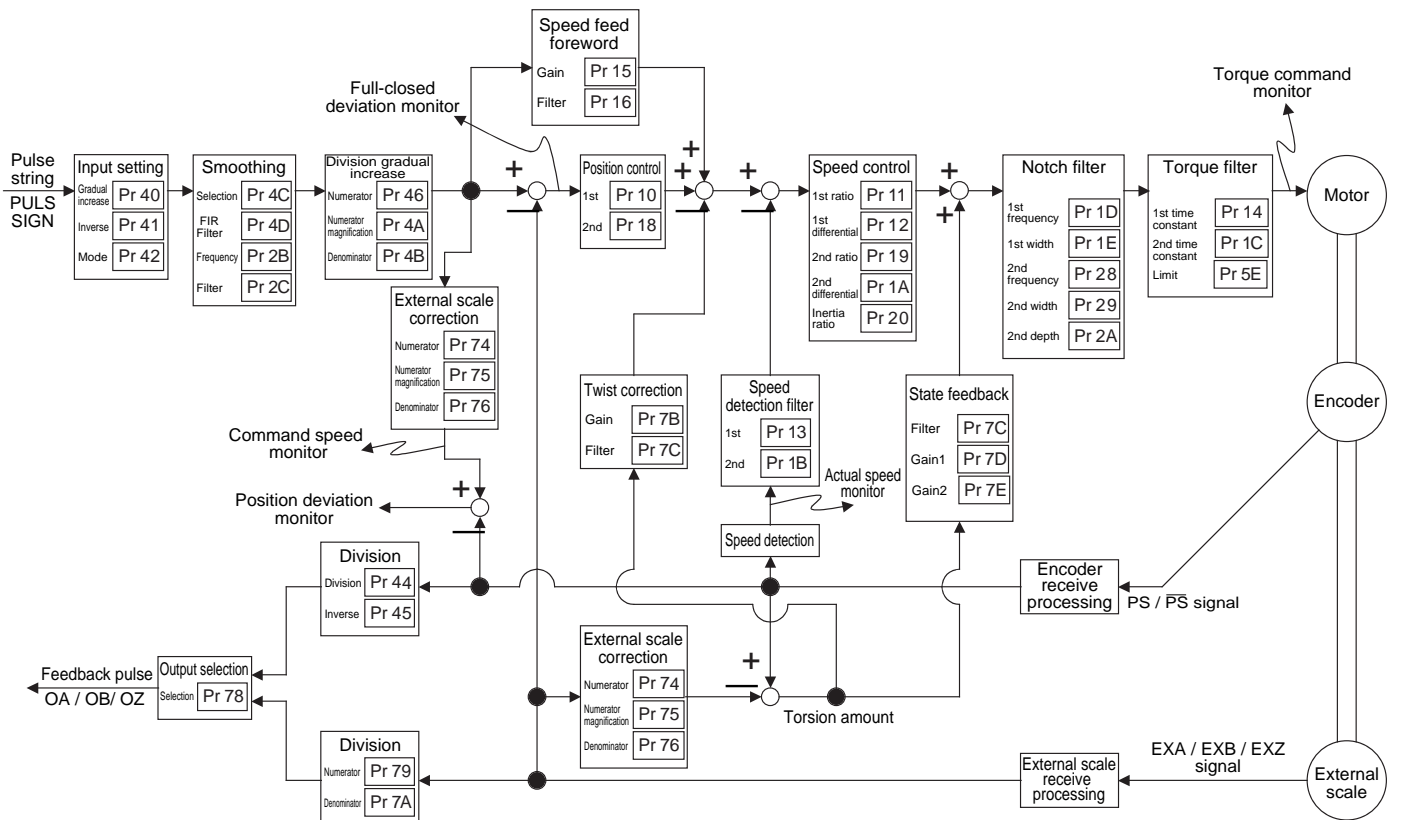 Speed feed
foreword
Gain Pr 15
Filter Pr 16
Full-closed
deviation monitor
Torque command
monitor
Pulse
string
PULS
SIGN
Input setting
Gradual
increase Pr 40
Inverse Pr 41
Mode Pr 42
Smoothing
Selection Pr 4C
FIR
Filter Pr 4D
Frequency Pr 2B
Filter Pr 2C
Division gradual
increase
Numerator Pr 46
Numerator
magnification Pr 4A
Denominator Pr 4B
+
—
Position control
1st Pr 10
2nd Pr 18
+
+
—
+
—
Speed control
1st ratio Pr 11
1st
differential Pr 12
2nd ratio Pr 19
2nd
differential Pr 1A
Inertia
ratio Pr 20
+
+
Notch filter
1st
frequency Pr 1D
1st width Pr 1E
2nd
frequency Pr 28
2nd width Pr 29
2nd depth Pr 2A
Torque filter
1st time
constant Pr 14
2nd time
constant Pr 1C
Limit Pr 5E
Motor
External scale
correction
Numerator Pr 74
Numerator
magnification Pr 75
Denominator Pr 76
Twist correction
Gain Pr 7B
Filter Pr 7C
Speed
detection filter
1st Pr 13
2nd Pr 1B
State feedback
Filter Pr 7C
Gain1 Pr 7D
Gain2 Pr 7E
Encoder
Command speed
monitor
Actual speed
monitor
+
—
Position deviation
monitor
Speed detection
Division
Division Pr 44
Inverse Pr 45
Encoder
receive
processing
PS / PS signal
External scale
correction
Numerator Pr 74
Numerator
magnification Pr 75
Denominator Pr 76
+
—
Torsion amount
Feedback pulse
OA / OB/ OZ
Output selection
Selection Pr 78
Division
Numerator Pr 79
Denominator Pr 7A
External scale
receive
processing
EXA / EXB / EXZ
signal
External
scale